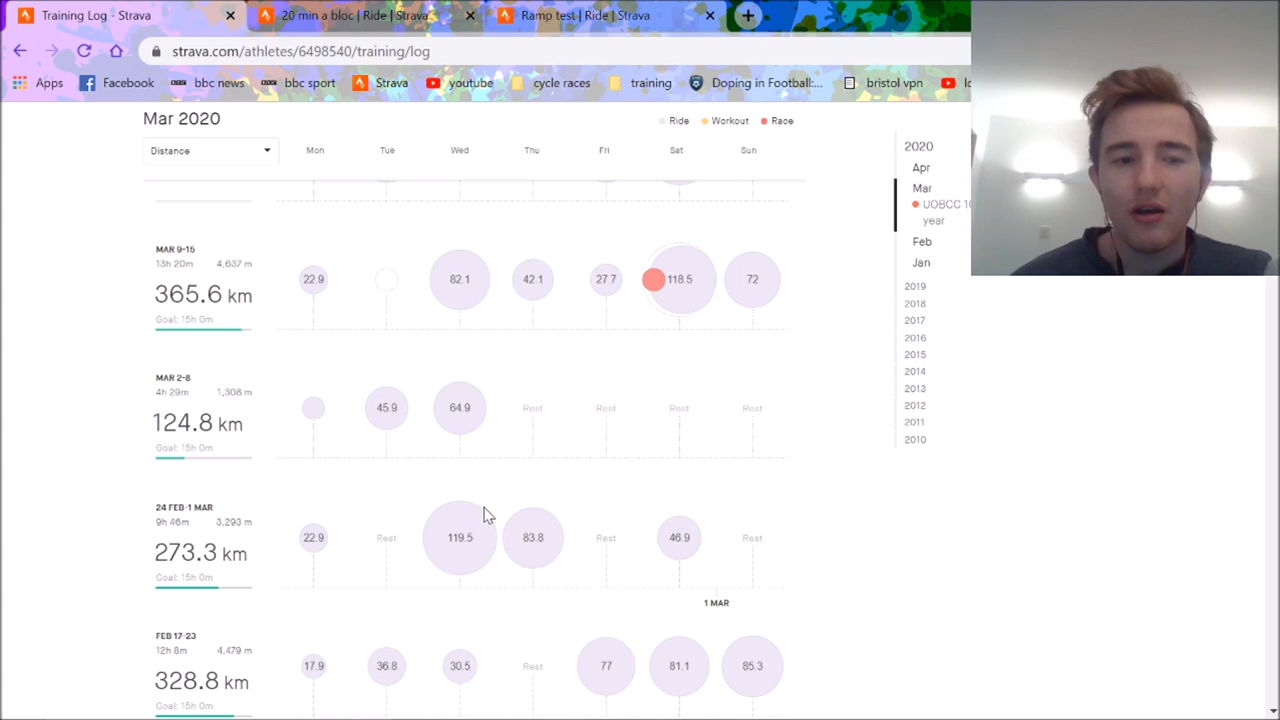 Training Log - Strava
20 min a bloc | Ride | Strava
Ramp test | Ride | Strava
strava.com/athletes/6498540/training/log
Apps Facebook bbc news bbc sport Strava youtube cycle races training Doping in Football:... bristol vpn
Mar 2020
Ride Workout Race
Distance
Mon Tue Wed Thu Fri Sat Sun
MAR 9-15
13h 20m 4,637 m
365.6 km
Goal: 15h 0m
22.9 82.1 42.1 27.7 118.5 72
MAR 2-8
4h 29m 1,308 m
124.8 km
Goal: 15h 0m
45.9 64.9 Rest Rest Rest Rest
24 FEB-1 MAR
9h 46m 3,293 m
273.3 km
Goal: 15h 0m
22.9 Rest 119.5 83.8 Rest 46.9 Rest
1 MAR
FEB 17-23
12h 8m 4,479 m
328.8 km
Goal: 15h 0m
17.9 36.8 30.5 Rest 77 81.1 85.3
2020
Apr
Mar
UOBCC 10
year
Feb
Jan
2019
2018
2017
2016
2015
2014
2013
2012
2011
2010